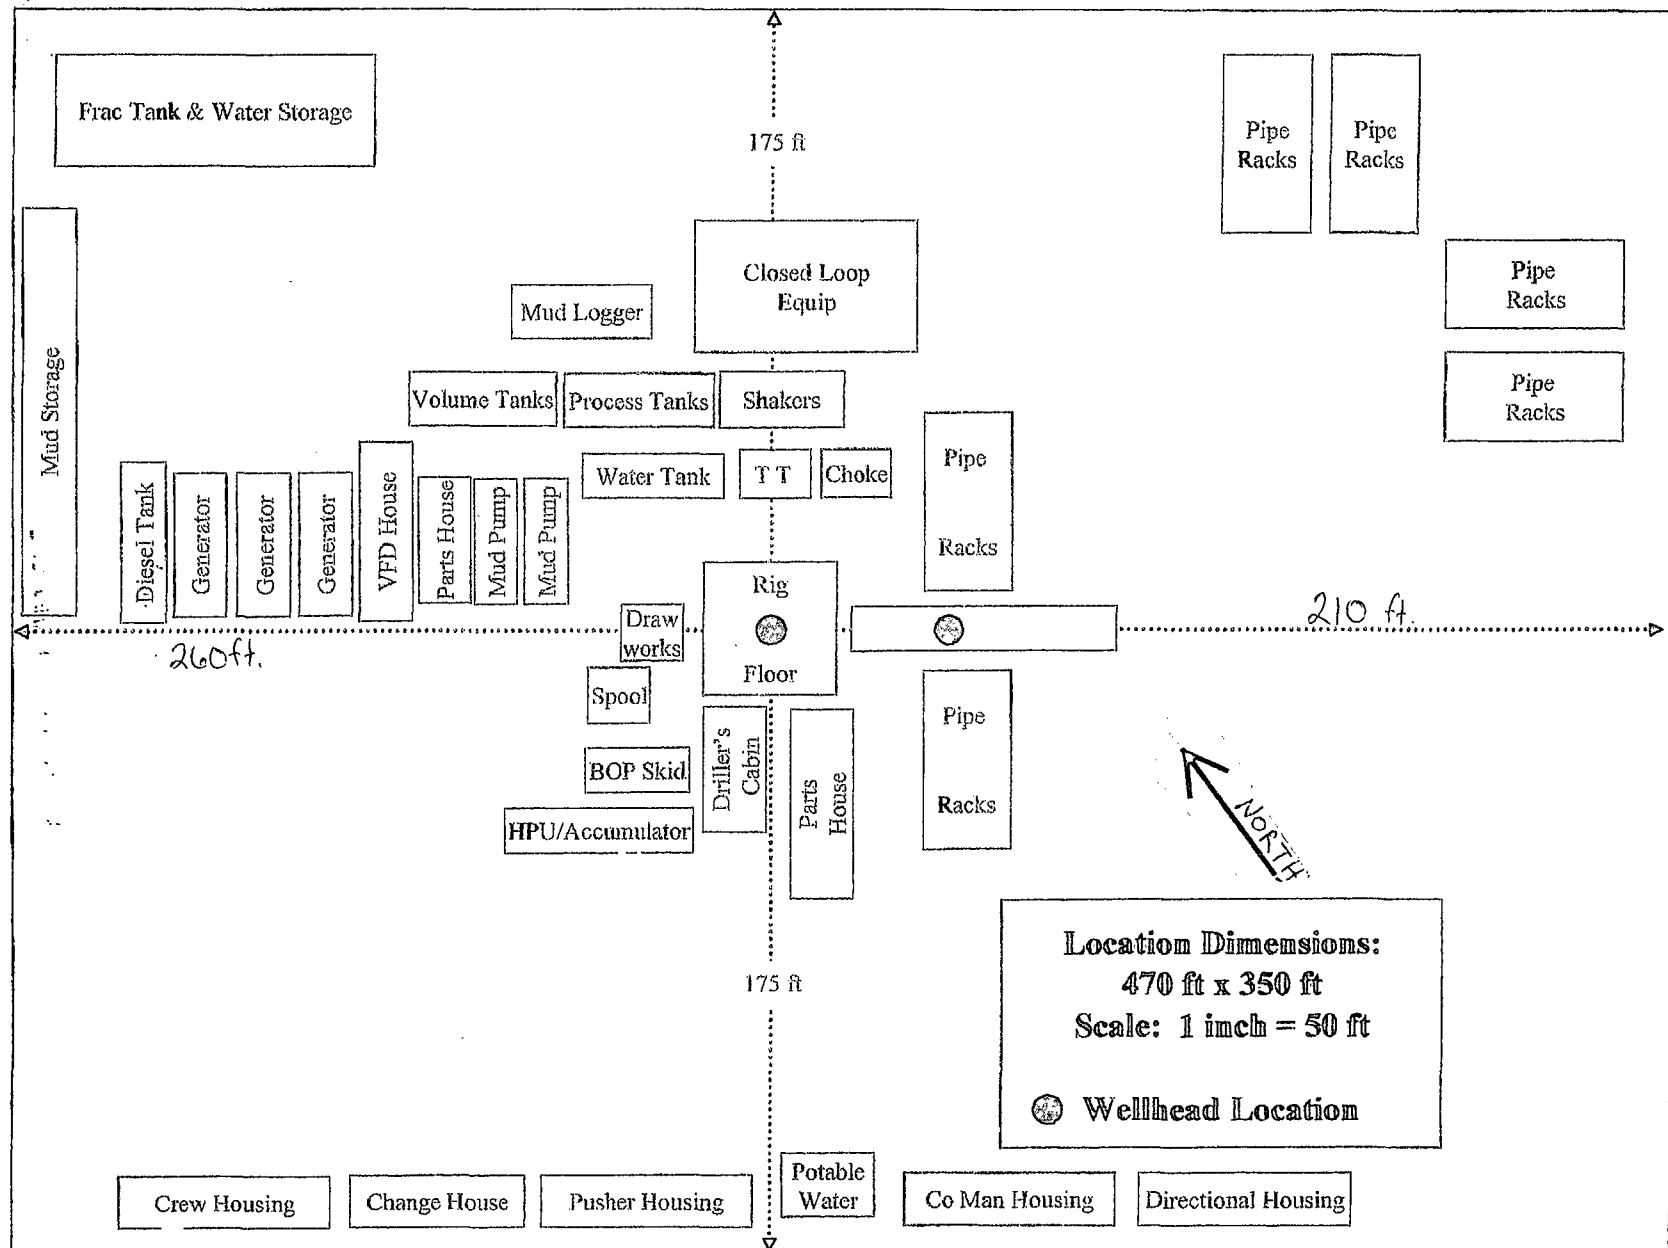 Frac Tank & Water Storage
175 ft
Pipe
Racks
Pipe
Racks
Closed Loop
Equip
Pipe
Racks
Mud Logger
Mud Storage
Pipe
Racks
Volume Tanks
Process Tanks
Shakers
Diesel Tank
Generator
Generator
Generator
VFD House
Parts House
Mud Pump
Mud Pump
Water Tank
T T
Choke
Pipe
Racks
Rig
Floor
Draw
works
260ft.
210 ft.
Spool
BOP Skid
HPU/Accumulator
Driller's
Cabin
Parts
House
Pipe
Racks
NORTH
Location Dimensions:
470 ft x 350 ft
Scale: 1 inch = 50 ft
Wellhead Location
175 ft
Crew Housing
Change House
Pusher Housing
Potable
Water
Co Man Housing
Directional Housing